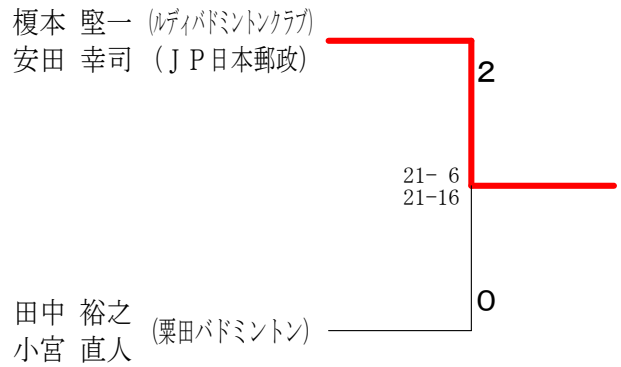 榎本 堅一 (ルディバドミントンクラブ)
安田 幸司 (ＪＰ日本郵政)
2
21- 6
21-16
0
田中 裕之
(粟田バドミントン)
小宮 直人